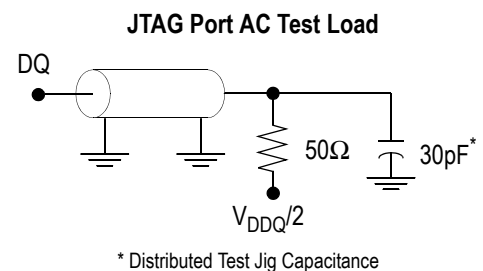 JTAG Port AC Test Load
DQ
50Ω
30pF*
VDDQ/2
* Distributed Test Jig Capacitance